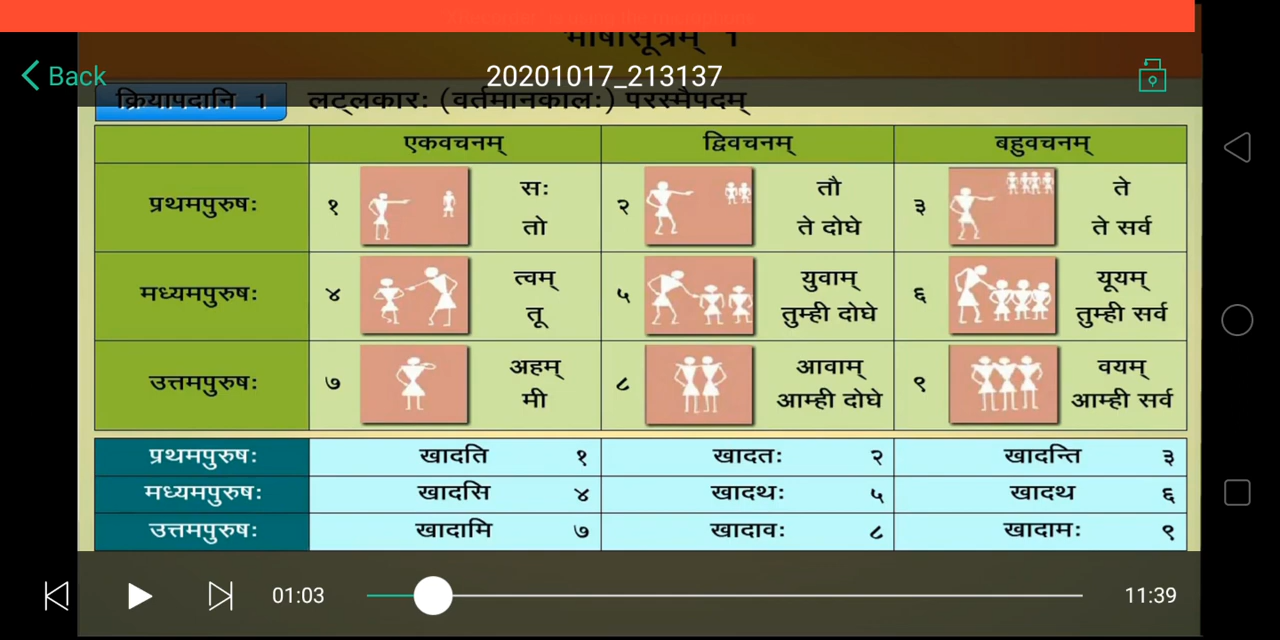 भाषासूत्रम् 1
Back
20201017_213137
क्रियापदानि 1 लट्लकारः (वर्तमानकालः) परस्मैपदम्
एकवचनम् द्विवचनम् बहुवचनम्
प्रथमपुरुषः १ सः २ तौ ३ ते
तो ते दोघे ते सर्व
मध्यमपुरुषः ४ त्वम् ५ युवाम् ६ यूयम्
तू तुम्ही दोघे तुम्ही सर्व
उत्तमपुरुषः ७ अहम् ८ आवाम् ९ वयम्
मी आम्ही दोघे आम्ही सर्व
प्रथमपुरुषः खादति १ खादतः २ खादन्ति ३
मध्यमपुरुषः खादसि ४ खादथः ५ खादथ ६
उत्तमपुरुषः खादामि ७ खादावः ८ खादामः ९
01:03 11:39